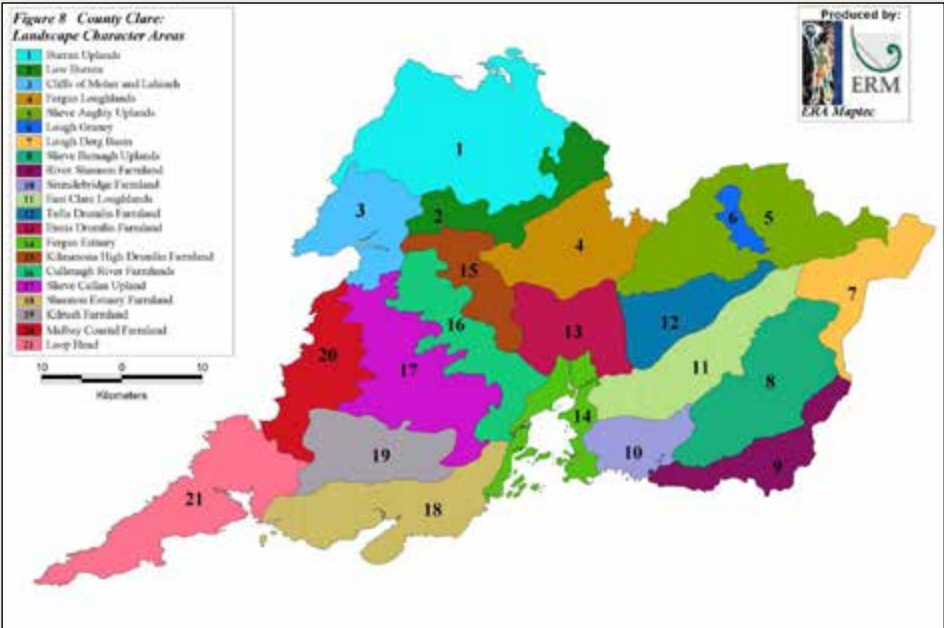 Figure 8 County Clare:
Landscape Character Areas
1 Burren Uplands
2 Low Burren
3 Cliffs of Moher and Lahinch
4 Fergus Loughlands
5 Slieve Aughty Uplands
6 Lough Graney
7 Lough Derg Basin
8 Slieve Bernagh Uplands
9 River Shannon Farmland
10 Sixmilebridge Farmland
11 East Clare Loughlands
12 Tulla Drumlin Farmland
13 Ennis Drumlin Farmland
14 Fergus Estuary
15 Kilnamona High Drumlin Farmland
16 Cullenagh River Farmlands
17 Slieve Callan Upland
18 Shannon Estuary Farmland
19 Kilrush Farmland
20 Malbay Coastal Farmland
21 Loop Head
10 0 10
Kilometers
Produced by:
ERM
ERA Maptec
1
2
3
4
5
6
7
15
16
13
12
11
20
17
8
14
10
9
19
21
18